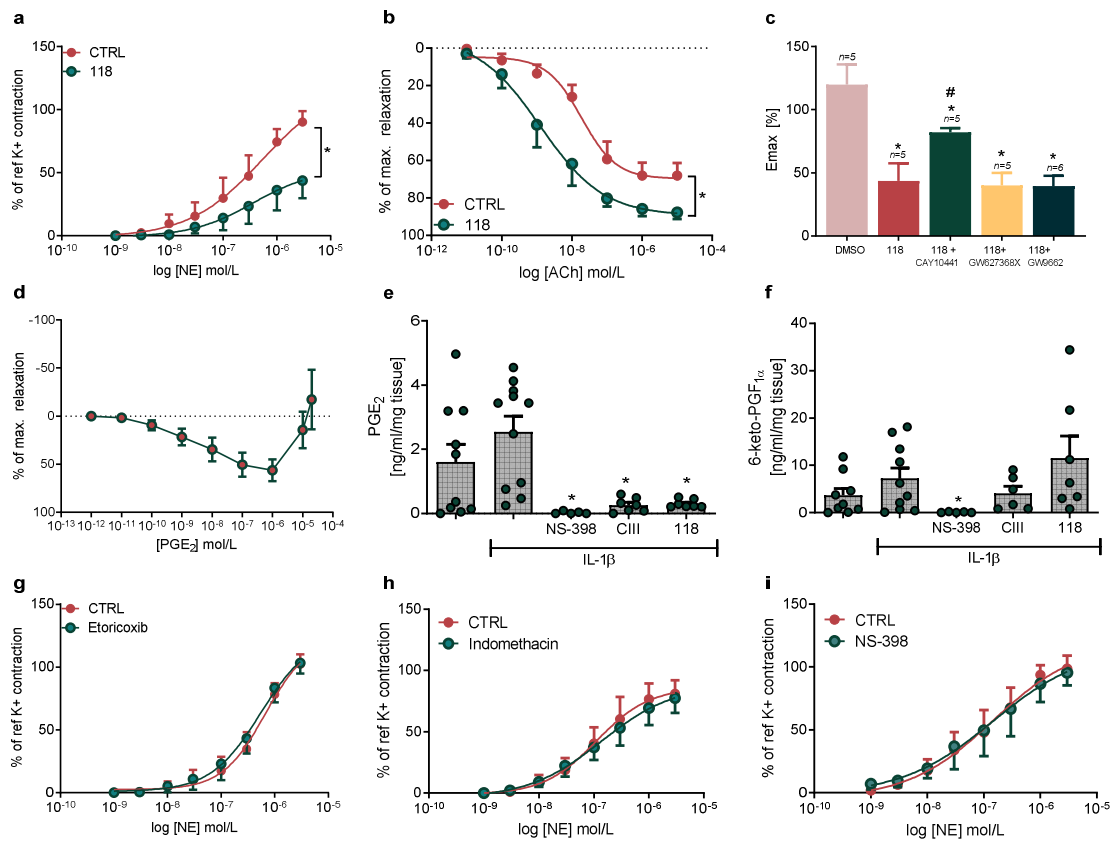 a
150
100
50
0
% of ref K+ contraction
CTRL
118
*
10-10
10-9
10-8
10-7
10-6
10-5
log [NE] mol/L
b
0
20
40
60
80
100
% of max. relaxation
CTRL
118
*
10-12
10-10
10-8
10-6
10-4
log [ACh] mol/L
c
150
100
50
0
Emax [%]
n=5
*
n=5
#
*
n=5
*
n=5
*
n=6
DMSO
118
118 +
CAY10441
118+
GW627368X
118+
GW9662
d
-100
-50
0
50
100
% of max. relaxation
10-13
10-12
10-11
10-10
10-9
10-8
10-7
10-6
10-5
10-4
[PGE2] mol/L
e
6
4
2
0
PGE2
[ng/ml/mg tissue]
*
*
*
NS-398
CIII
118
IL-1β
f
40
30
20
10
0
6-keto-PGF1α
[ng/ml/mg tissue]
*
NS-398
CIII
118
IL-1β
g
150
100
50
0
% of ref K+ contraction
CTRL
Etoricoxib
10-10
10-9
10-8
10-7
10-6
10-5
log [NE] mol/L
h
150
100
50
0
% of ref K+ contraction
CTRL
Indomethacin
10-10
10-9
10-8
10-7
10-6
10-5
log [NE] mol/L
i
150
100
50
0
% of ref K+ contraction
CTRL
NS-398
10-10
10-9
10-8
10-7
10-6
10-5
log [NE] mol/L